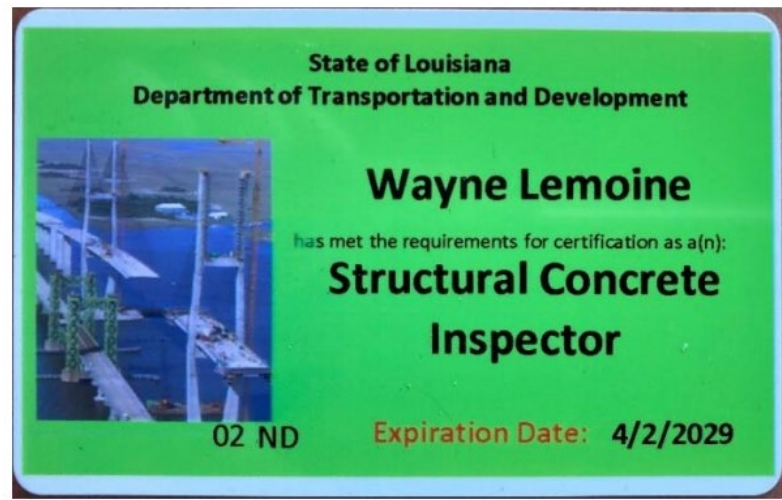 State of Louisiana
Department of Transportation and Development
Wayne Lemoine
has met the requirements for certification as a(n):
Structural Concrete
Inspector
02 ND Expiration Date: 4/2/2029